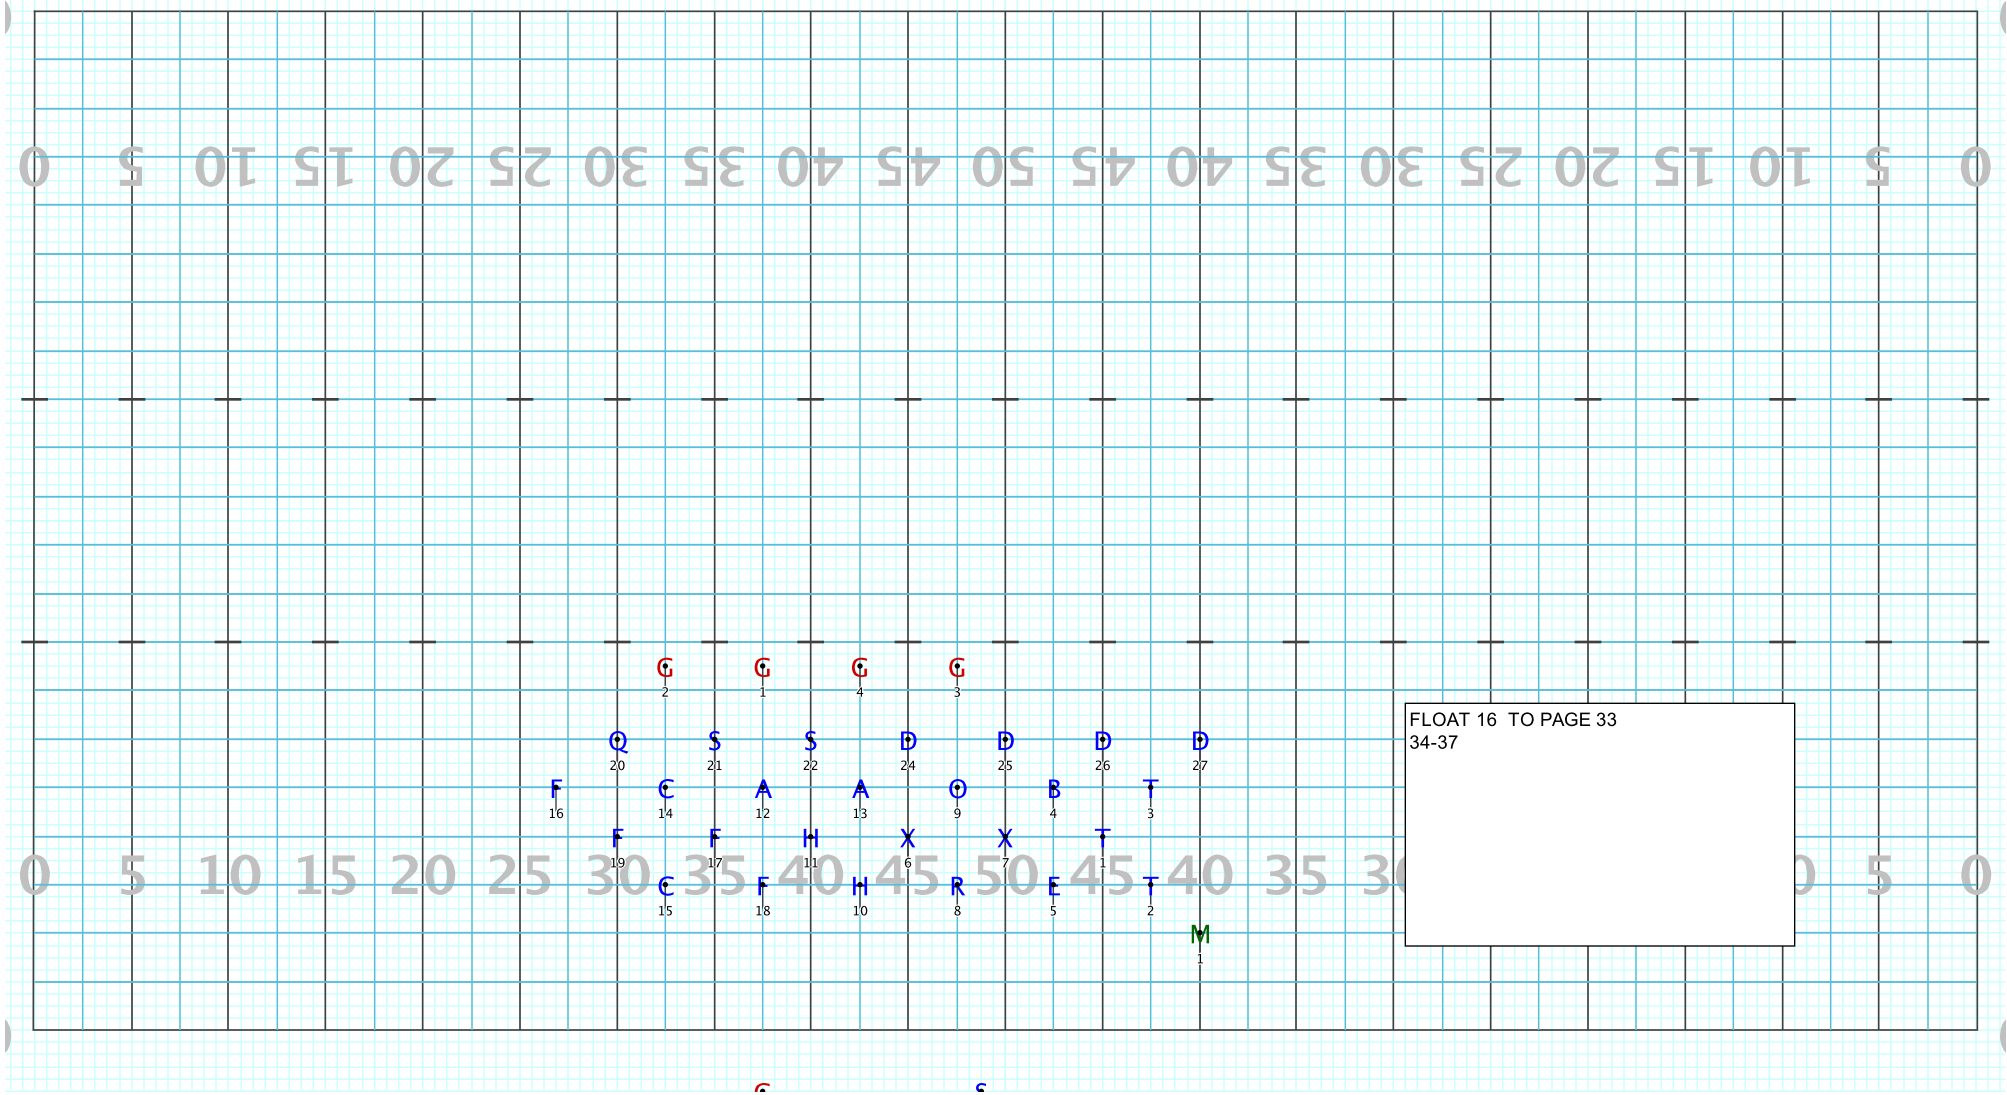 0 5 10 15 20 25 30 35 40 45 50 45 40 35 30 25 20 15 10 5 0
G G G G
2 1 4 3
FLOAT 16  TO PAGE 33
34-37
Q S S D D D D
20 21 22 24 25 26 27
F C A A O B T
16 14 12 13 9 4 3
F F H X X T
19 17 11 6 7 1
0 5 10 15 20 25 30 35 40 45 50 45 40 35 5 0
C F H R E T
15 18 10 8 5 2
M
1